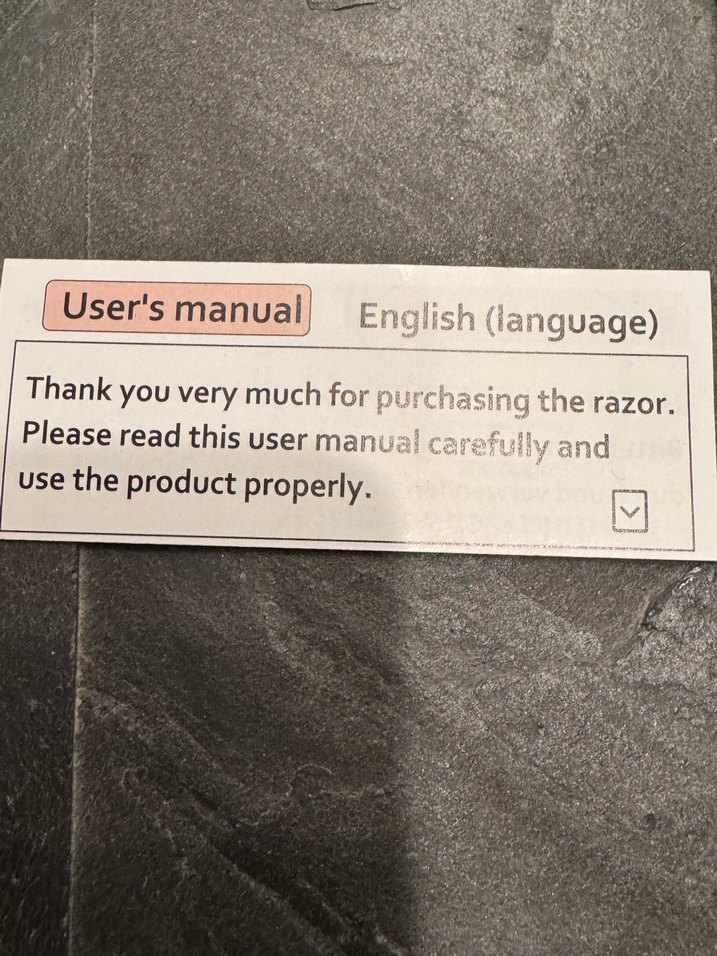 User's manual English (language)
Thank you very much for purchasing the razor.
Please read this user manual carefully and
use the product properly.